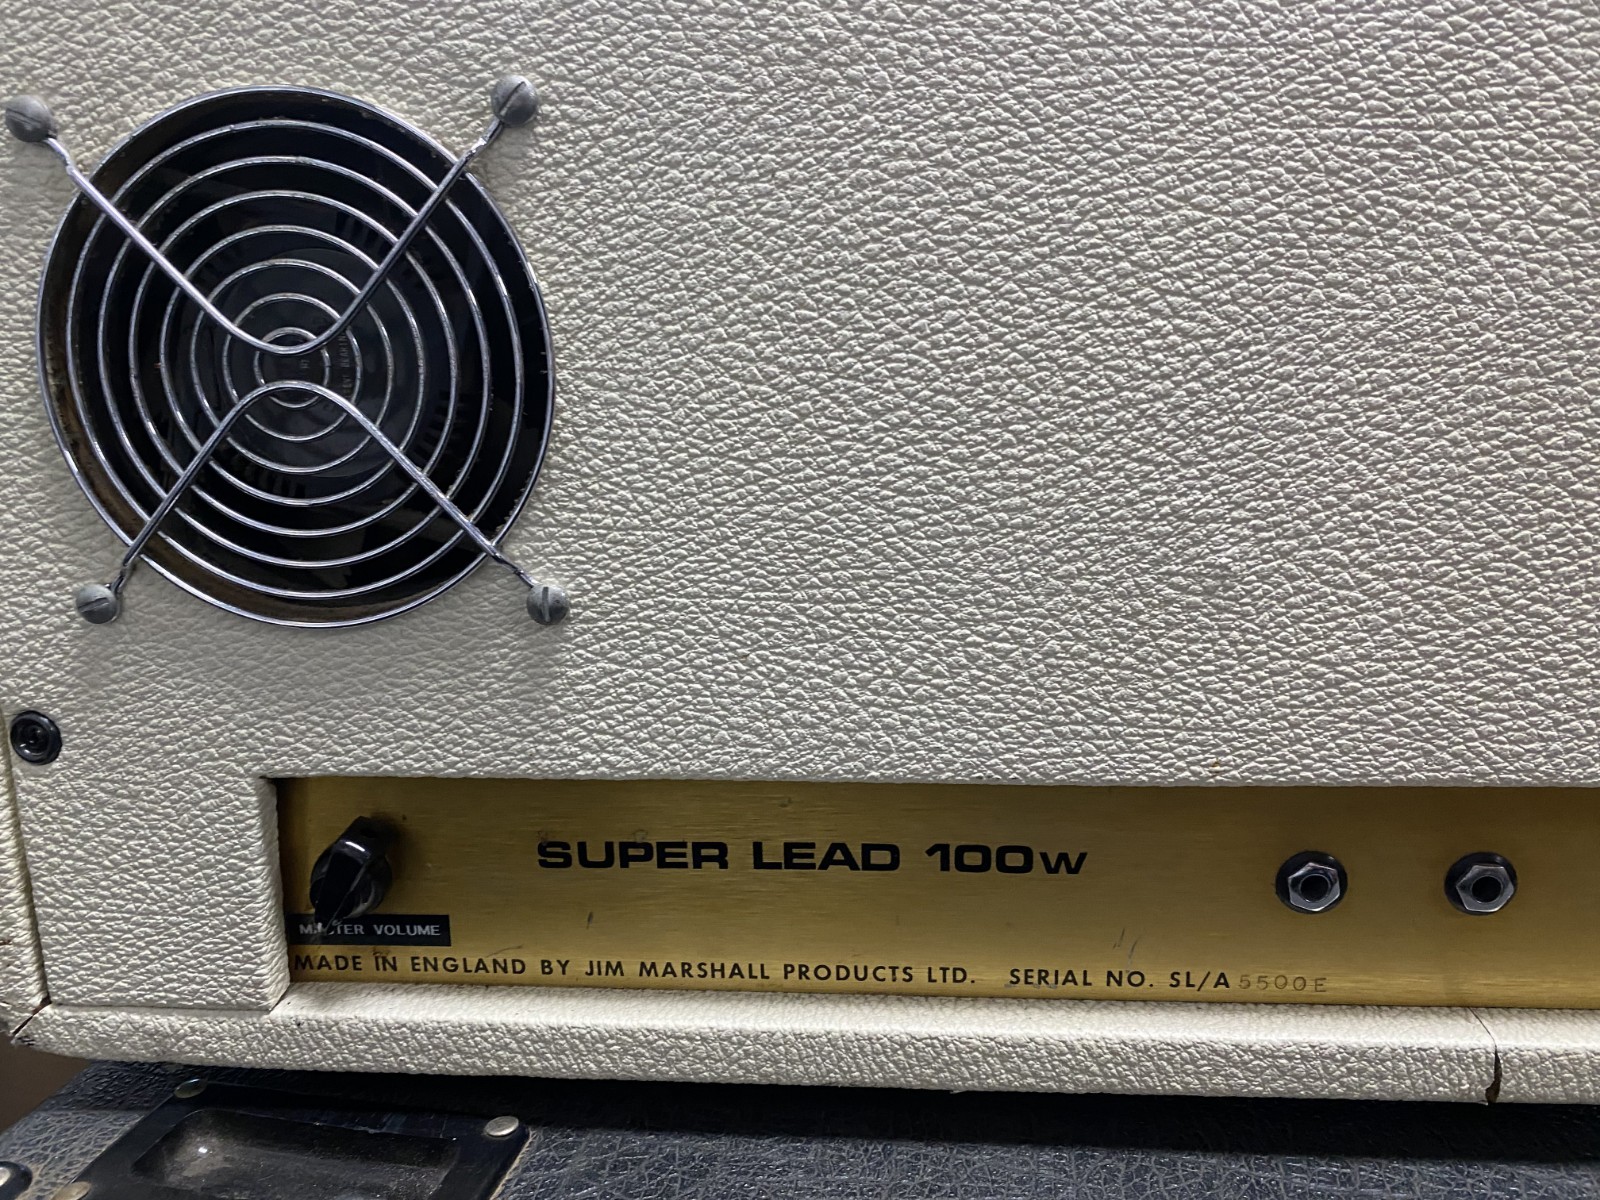 SUPER LEAD 100W
MASTER VOLUME
MADE IN ENGLAND BY JIM MARSHALL PRODUCTS LTD. SERIAL NO. SL/A 5500E